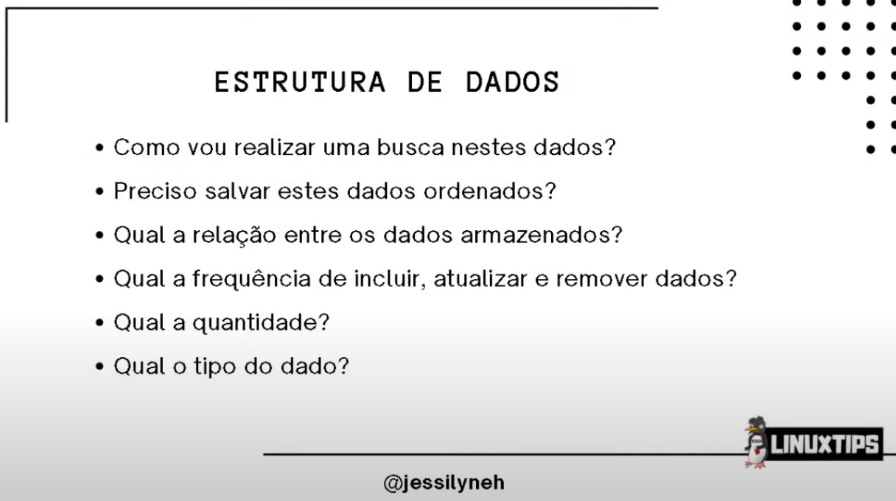 ESTRUTURA DE DADOS
• Como vou realizar uma busca nestes dados?
• Preciso salvar estes dados ordenados?
• Qual a relação entre os dados armazenados?
• Qual a frequência de incluir, atualizar e remover dados?
• Qual a quantidade?
• Qual o tipo do dado?
LINUXTIPS
@jessilyneh